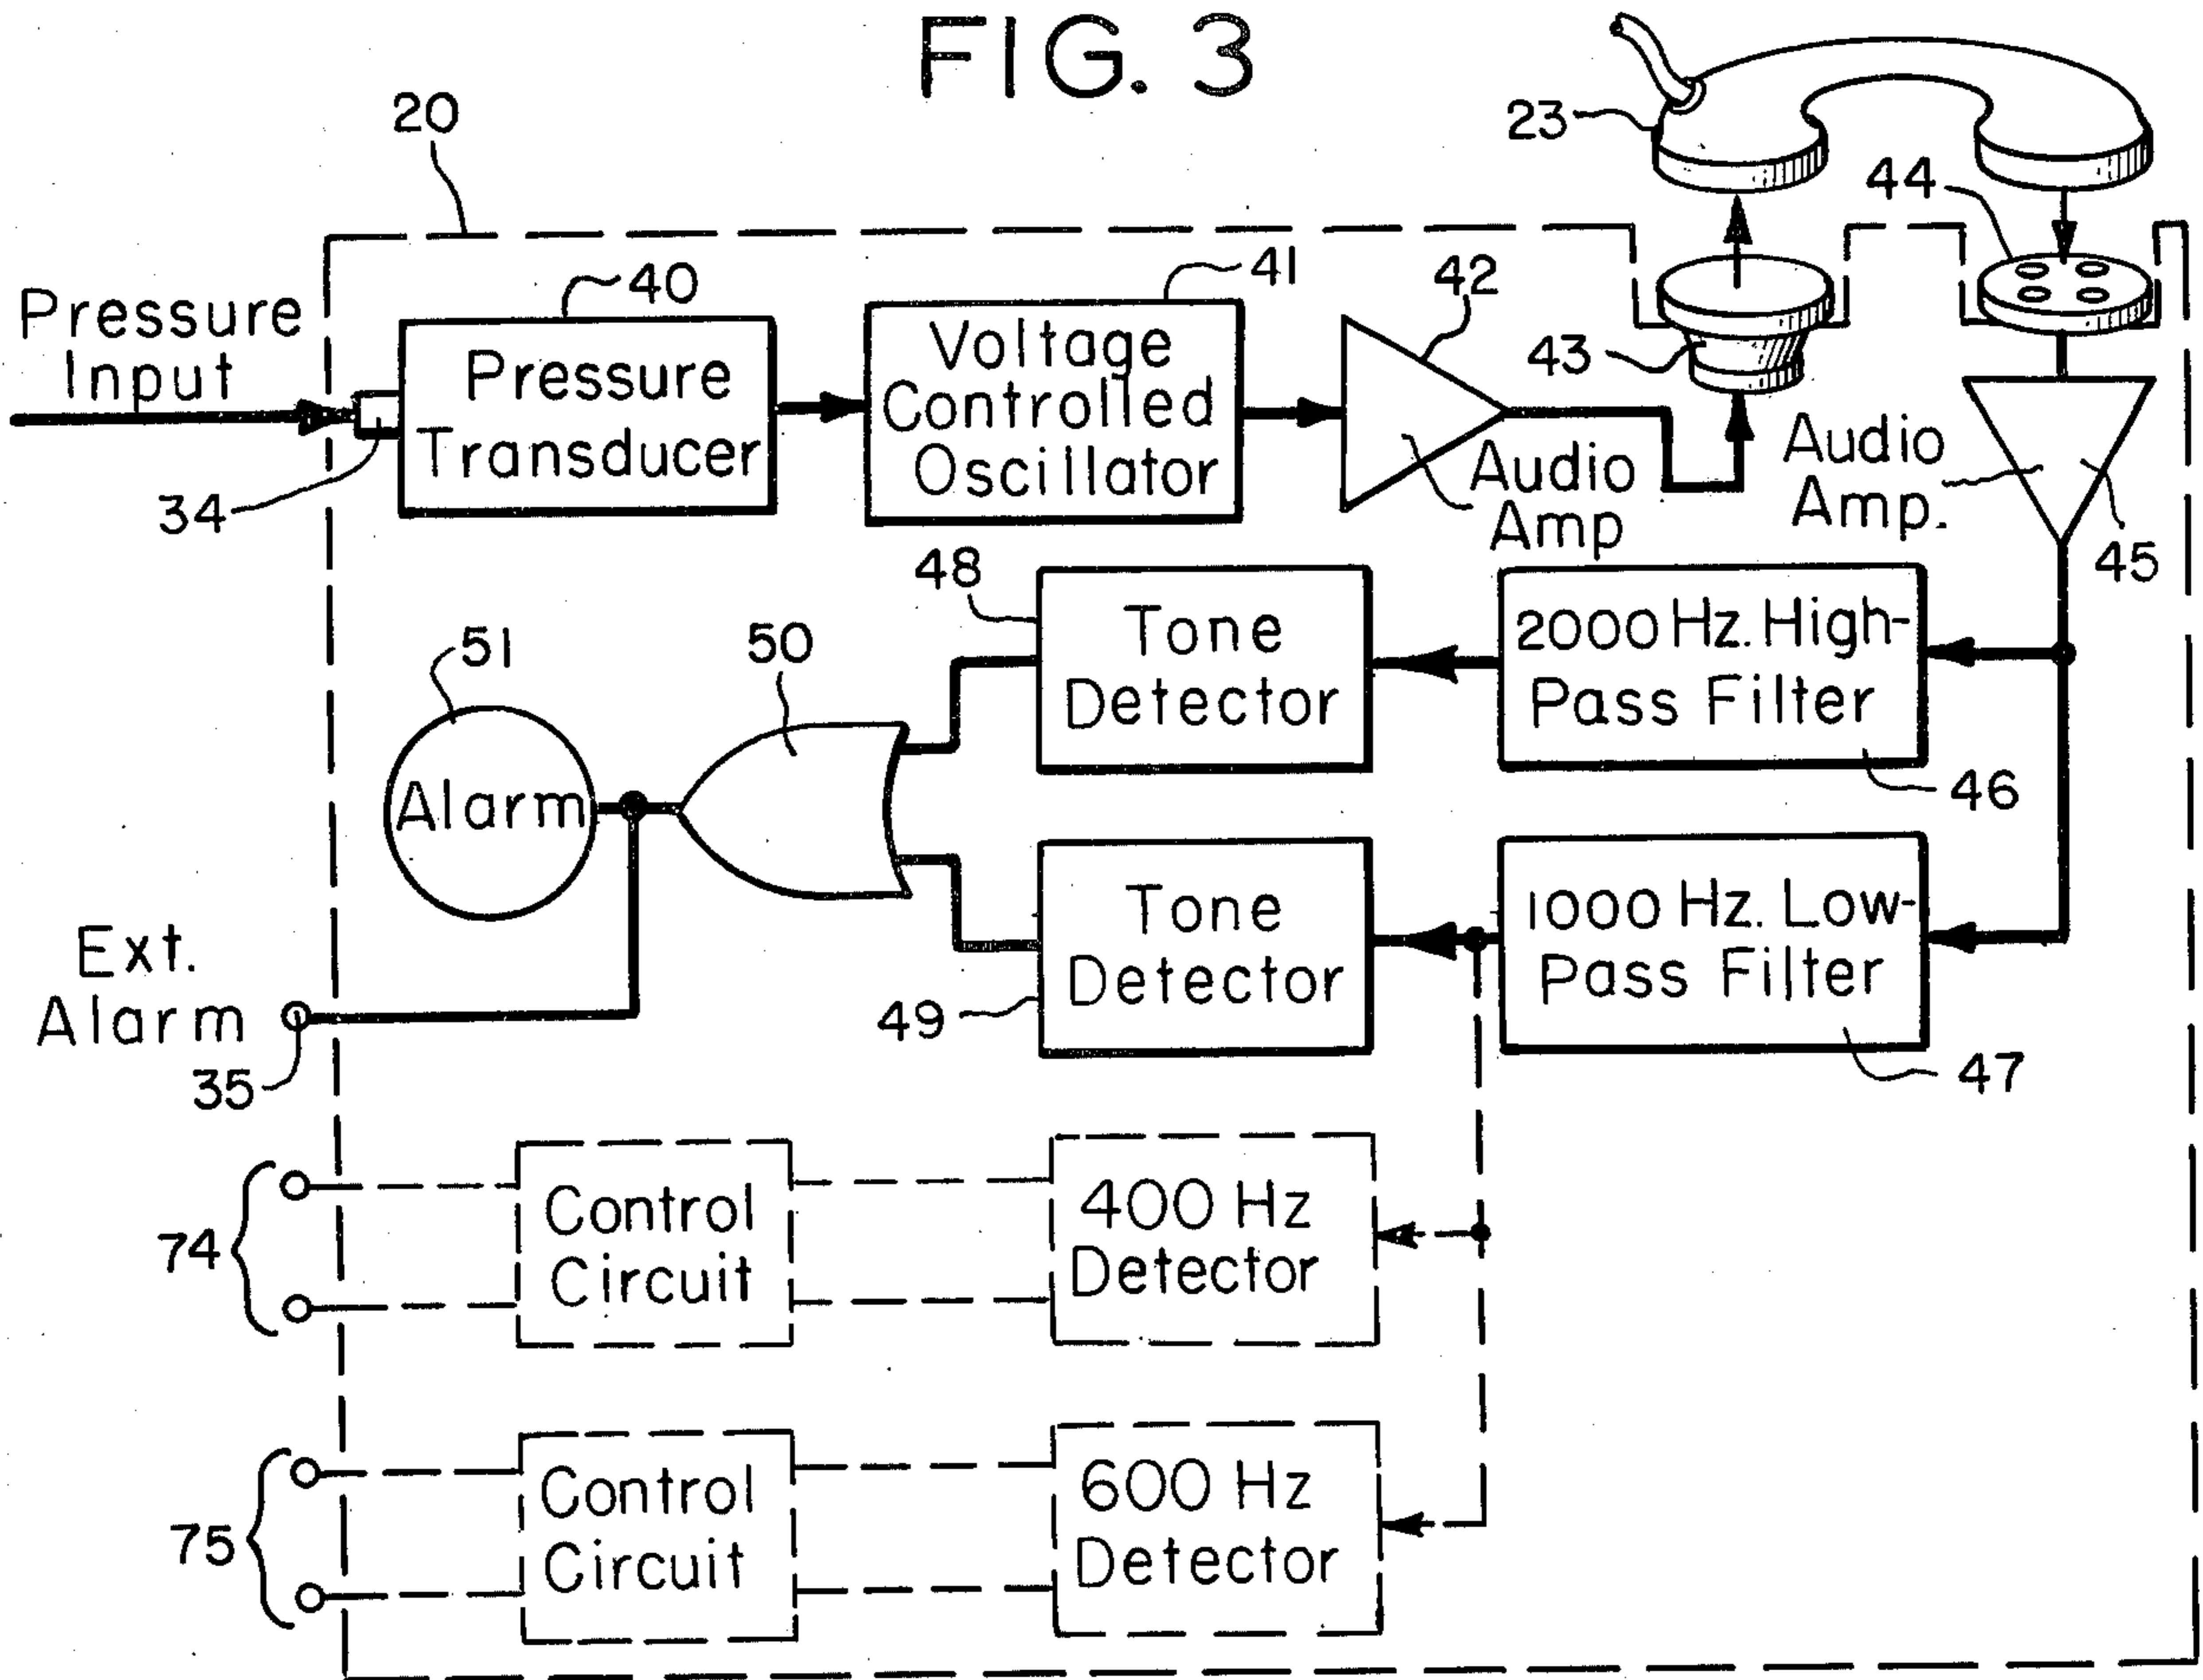 FIG. 3
20
23
44
40
41
42
Pressure
Input
Pressure
Transducer
Voltage
Controlled
Oscillator
43
34
Audio
Amp
Audio
Amp.
45
48
Tone
Detector
2000 Hz. High-
Pass Filter
46
51
50
Alarm
Tone
Detector
49
1000 Hz. Low-
Pass Filter
47
Ext.
Alarm
35
74
Control
Circuit
400 Hz
Detector
75
Control
Circuit
600 Hz
Detector